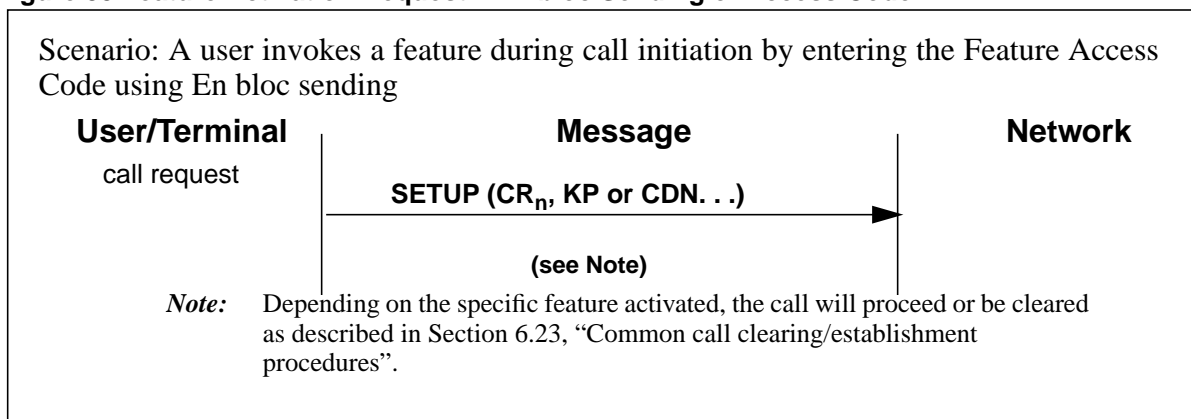 Scenario: A user invokes a feature during call initiation by entering the Feature Access
Code using En bloc sending
User/Terminal Message Network
call request
SETUP (CRn, KP or CDN. . .)
(see Note)
Note: Depending on the specific feature activated, the call will proceed or be cleared
as described in Section 6.23, “Common call clearing/establishment
procedures”.